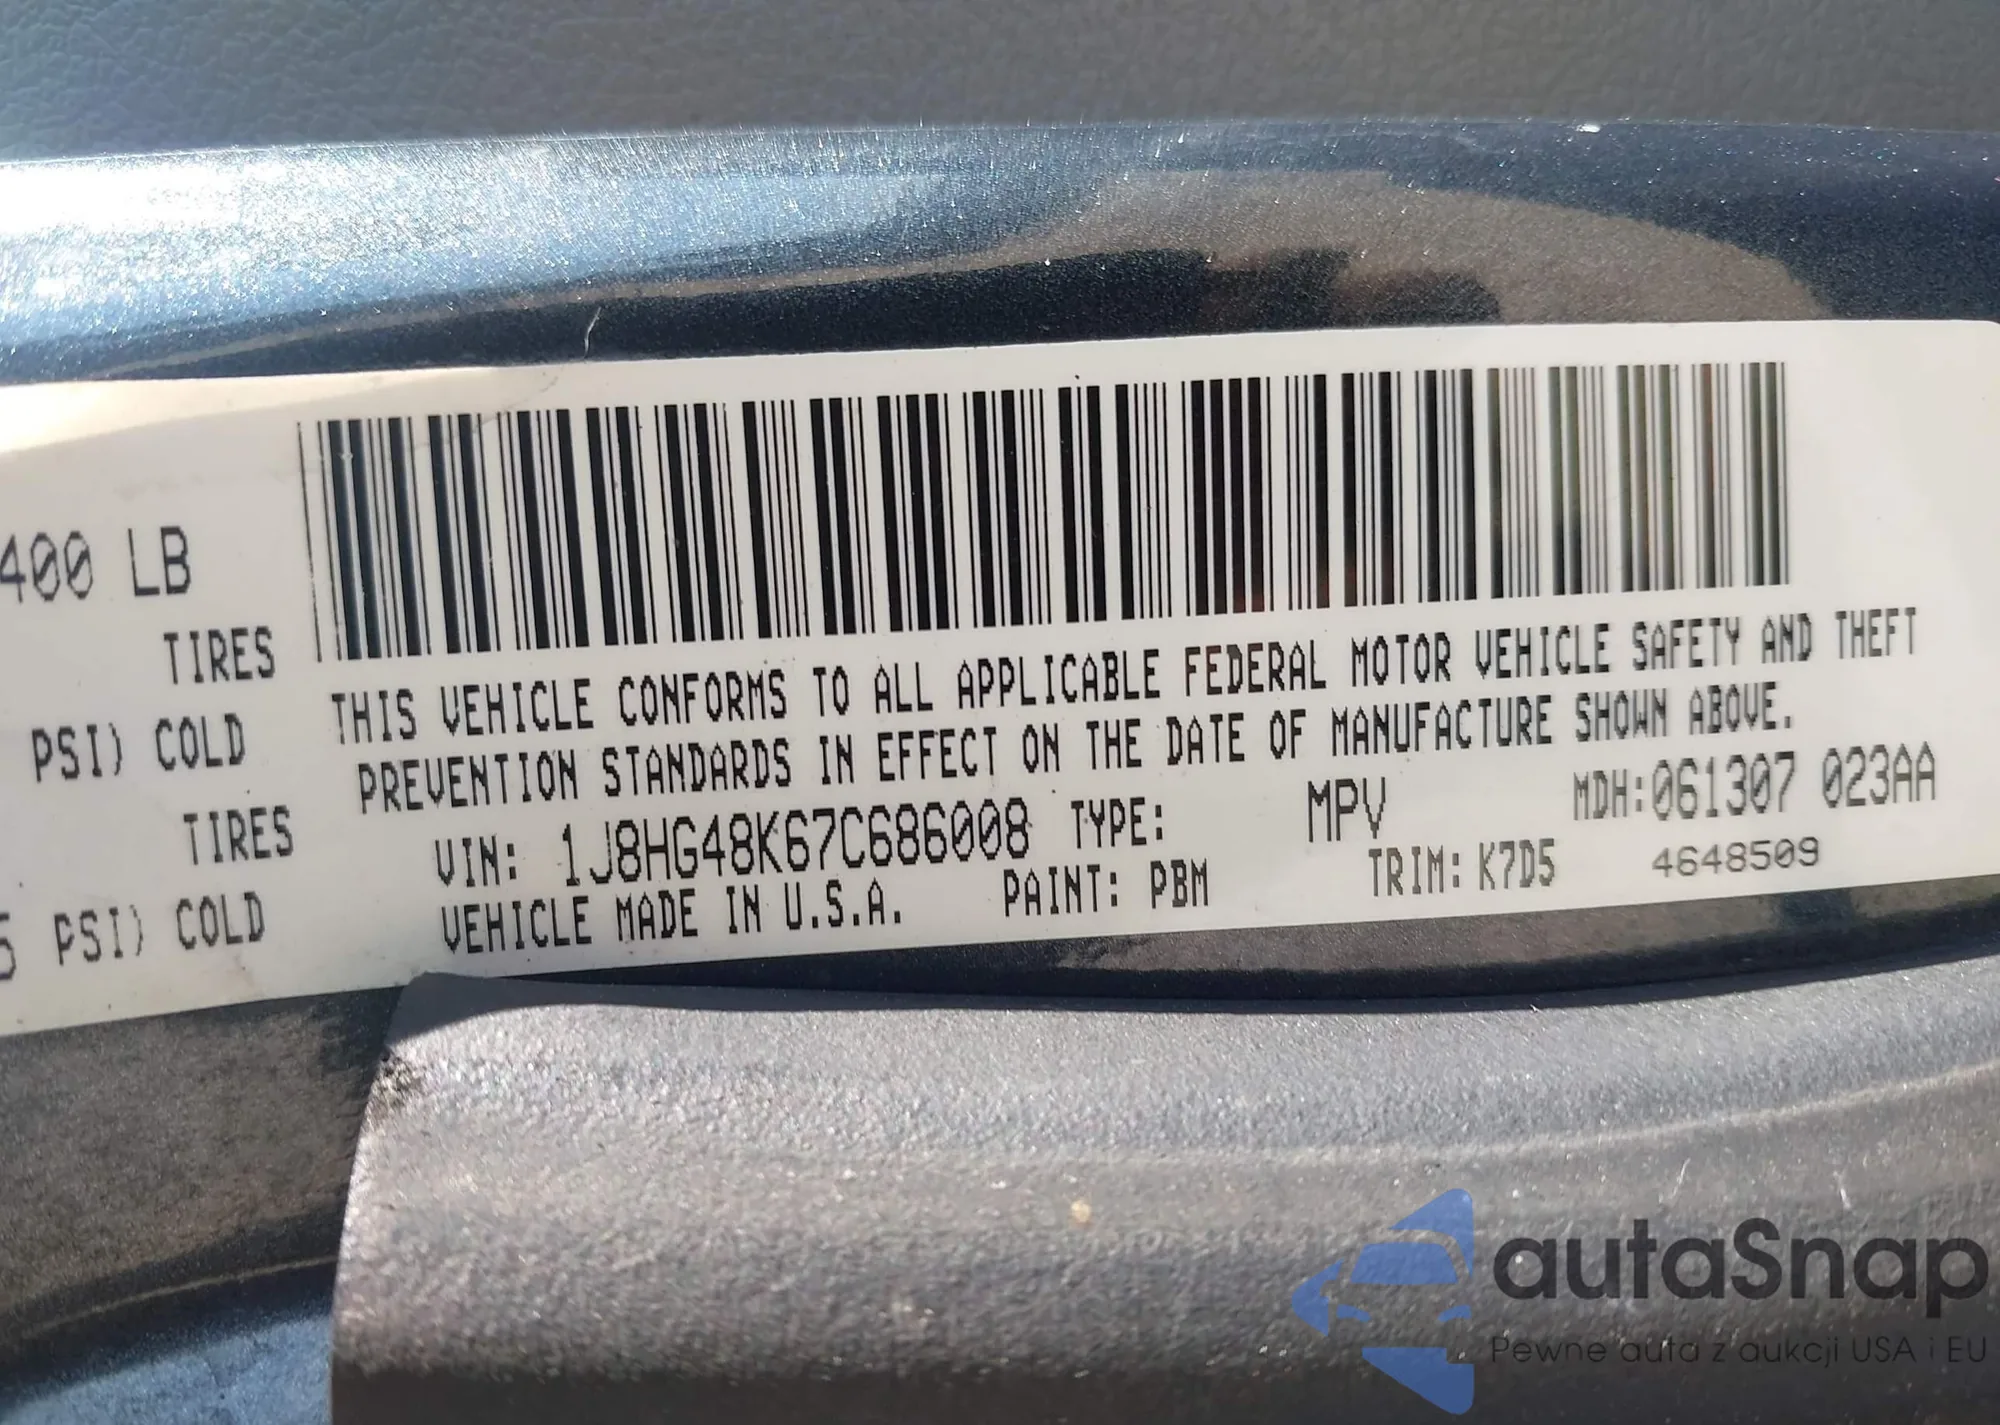 400 LB
TIRES
PSI) COLD
TIRES
5 PSI) COLD
THIS VEHICLE CONFORMS TO ALL APPLICABLE FEDERAL MOTOR VEHICLE SAFETY AND THEFT
PREVENTION STANDARDS IN EFFECT ON THE DATE OF MANUFACTURE SHOWN ABOVE.
VIN: 1J8HG48K67C686008 TYPE: MPV MDH:061307 023AA
VEHICLE MADE IN U.S.A. PAINT: PBM TRIM: K7D5 4648509
autaSnap
Pewne auta z aukcji USA i EU